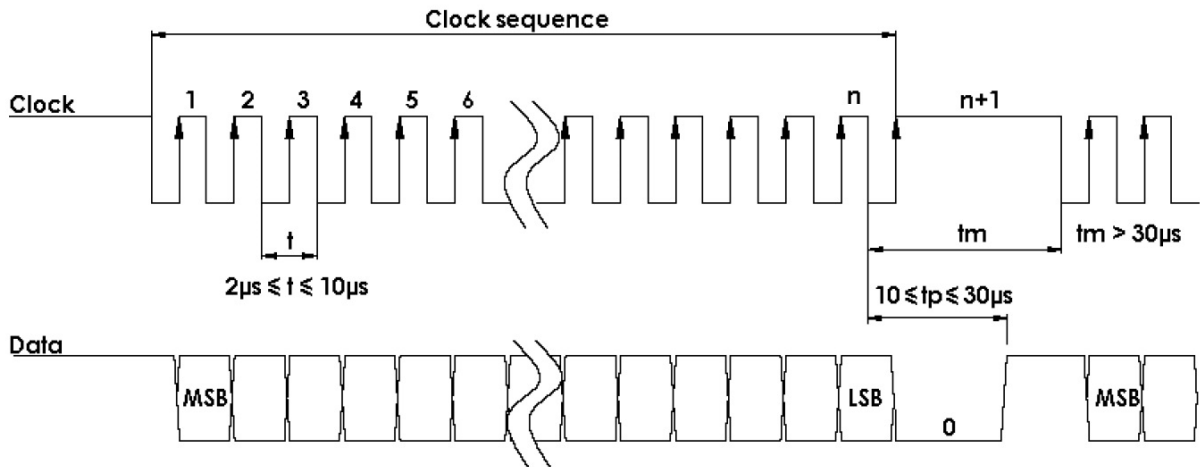 Clock sequence
1 2 3 4 5 6 n n+1
Clock
t
tm
tm > 30µs
2µs ⩽ t ⩽ 10µs
10 ⩽ tp ⩽ 30µs
Data
MSB
LSB
MSB
0